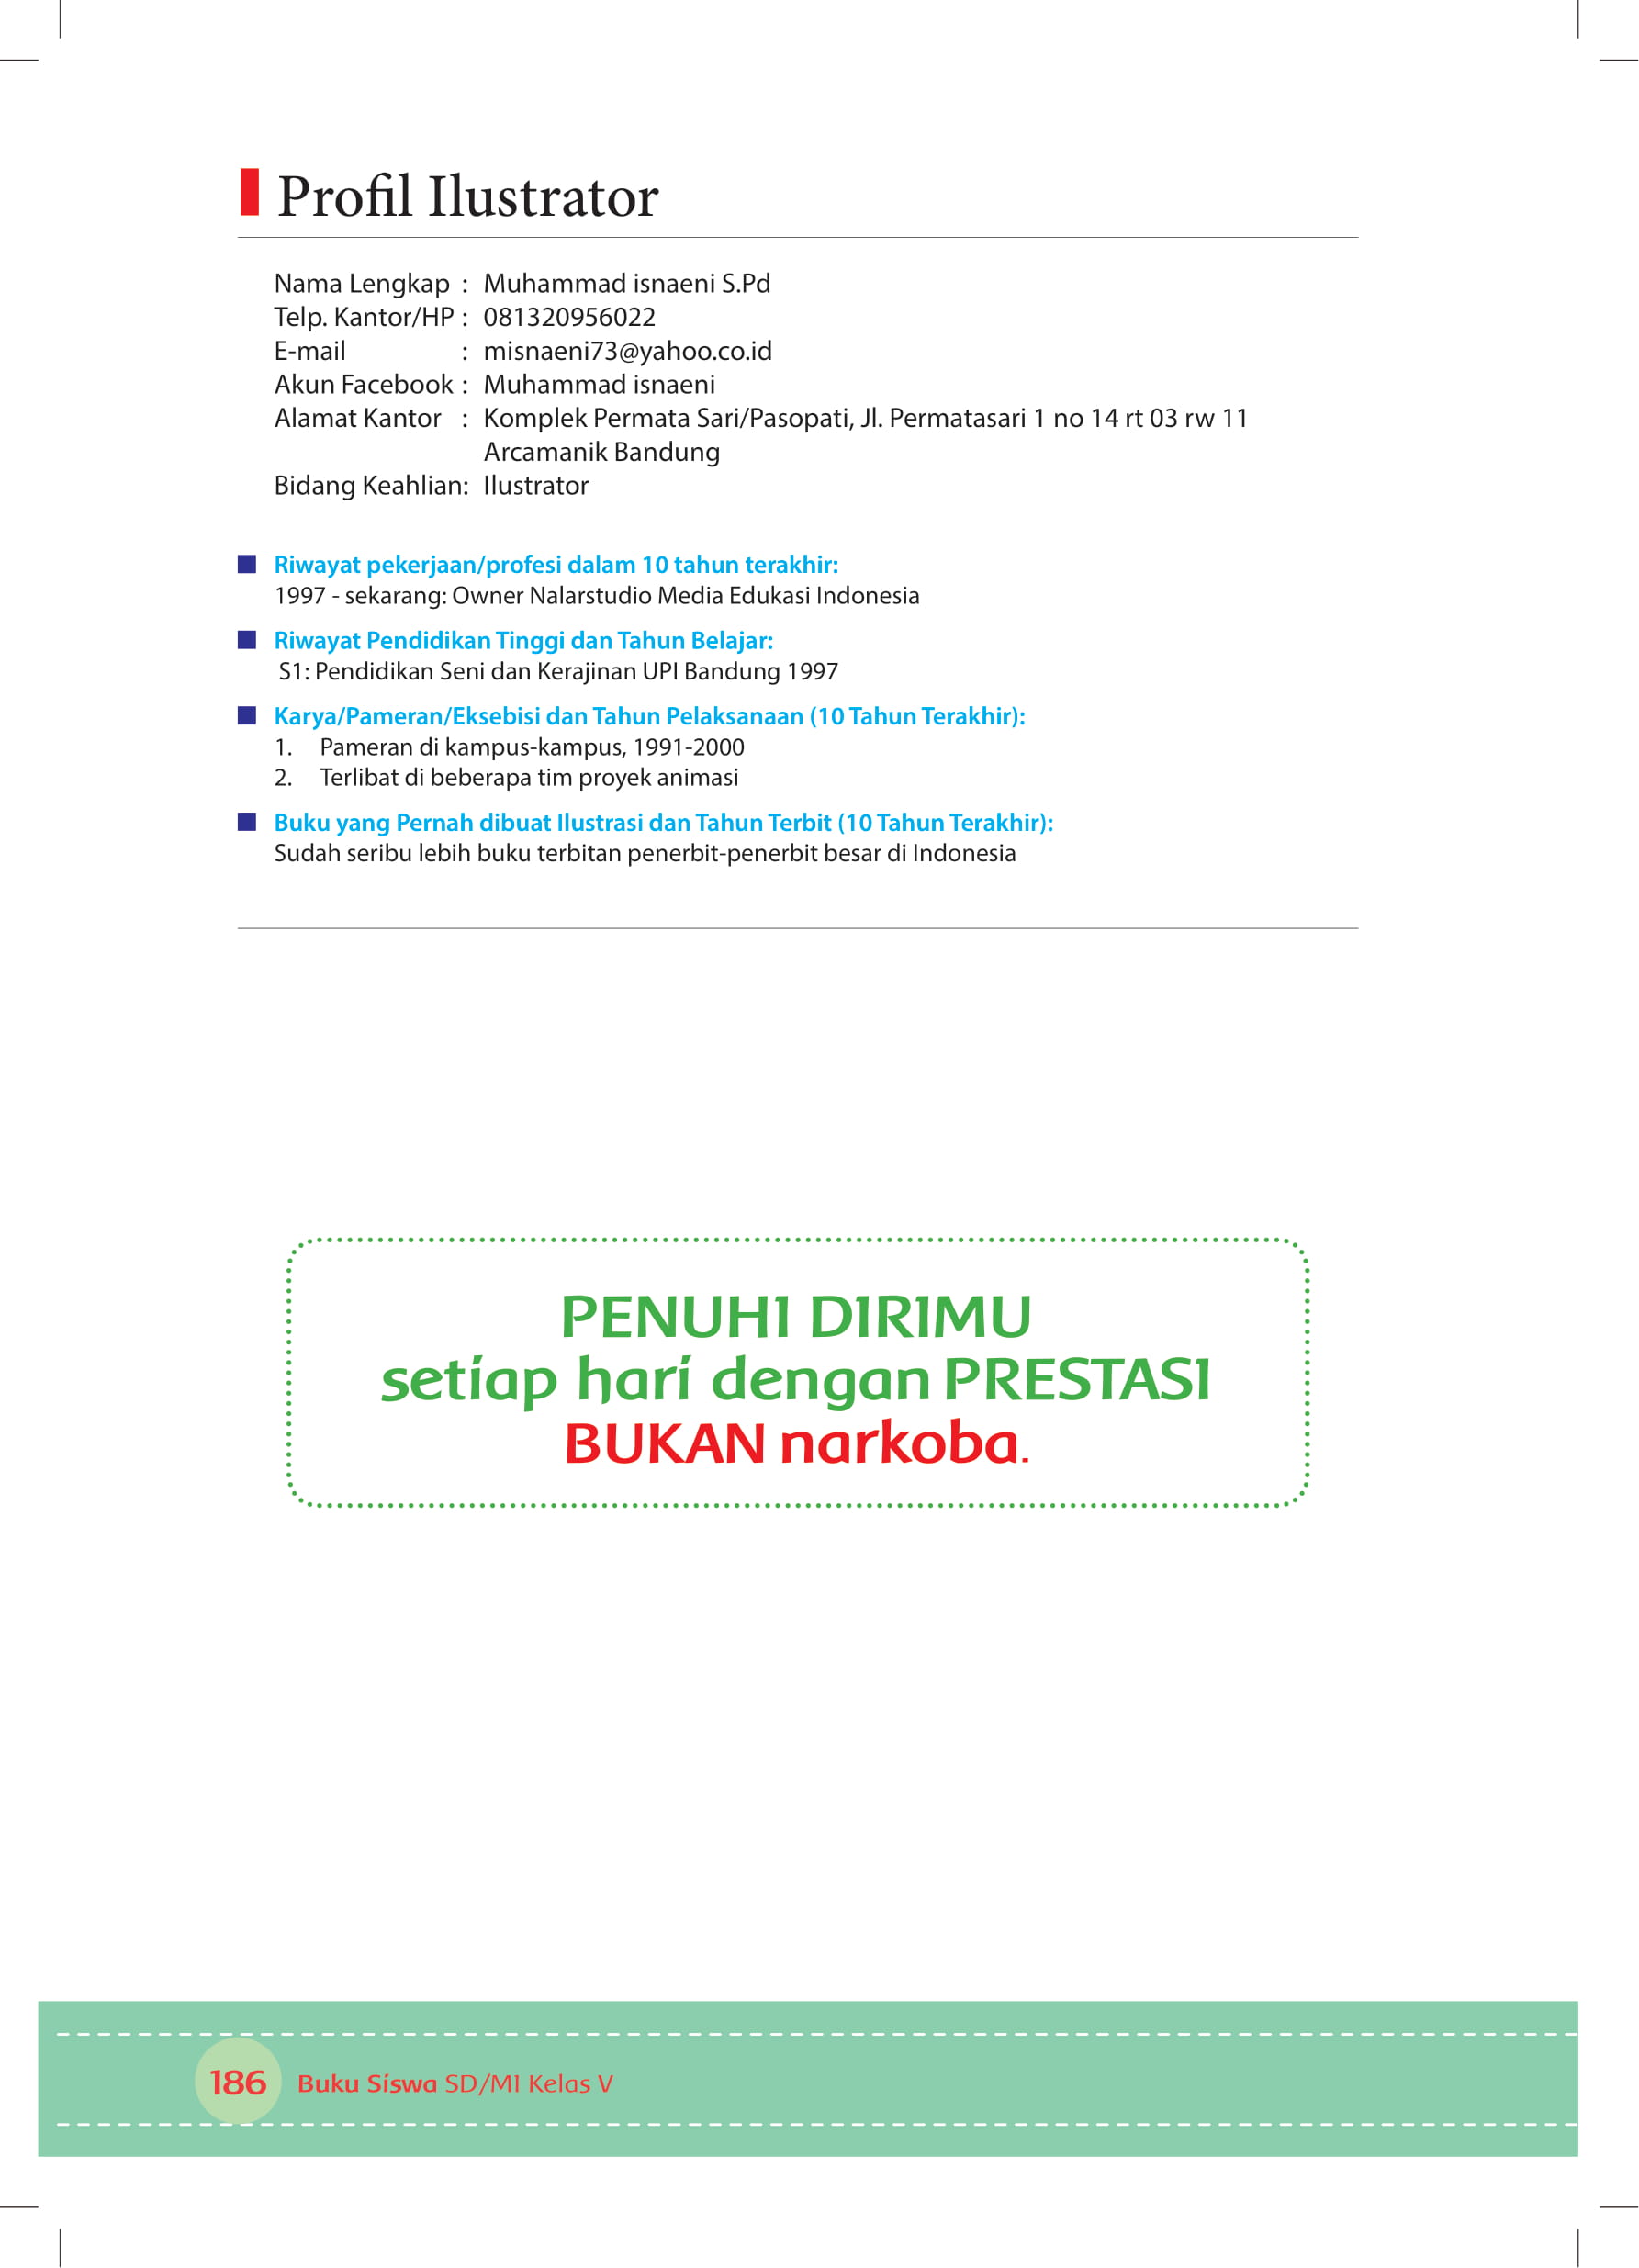 Profil Ilustrator
Nama Lengkap : Muhammad isnaeni S.Pd
Telp. Kantor/HP : 081320956022
E-mail : misnaeni73@yahoo.co.id
Akun Facebook : Muhammad isnaeni
Alamat Kantor : Komplek Permata Sari/Pasopati, Jl. Permatasari 1 no 14 rt 03 rw 11
Arcamanik Bandung
Bidang Keahlian: Ilustrator
Riwayat pekerjaan/profesi dalam 10 tahun terakhir:
1997 - sekarang: Owner Nalarstudio Media Edukasi Indonesia
Riwayat Pendidikan Tinggi dan Tahun Belajar:
S1: Pendidikan Seni dan Kerajinan UPI Bandung 1997
Karya/Pameran/Eksebisi dan Tahun Pelaksanaan (10 Tahun Terakhir):
1. Pameran di kampus-kampus, 1991-2000
2. Terlibat di beberapa tim proyek animasi
Buku yang Pernah dibuat Ilustrasi dan Tahun Terbit (10 Tahun Terakhir):
Sudah seribu lebih buku terbitan penerbit-penerbit besar di Indonesia
PENUHI DIRIMU
setiap hari dengan PRESTASI
BUKAN narkoba.
186 Buku Siswa SD/MI Kelas V